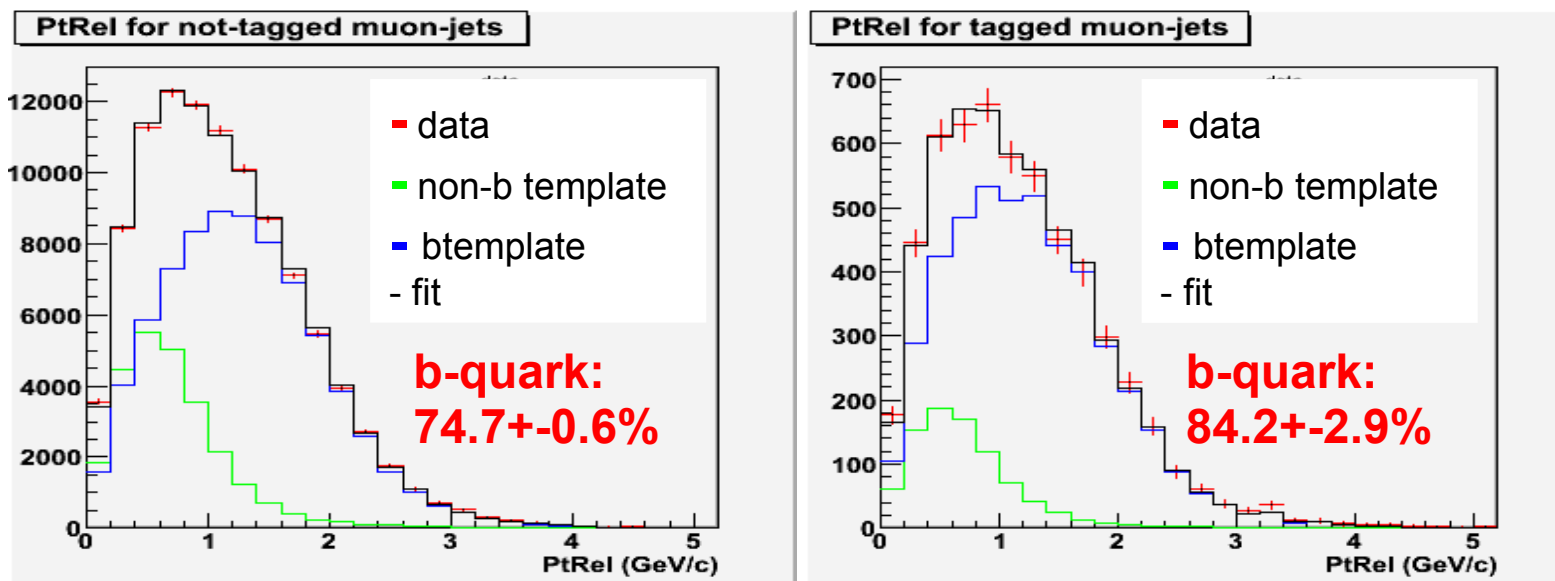 PtRel for not-tagged muon-jets
12000
10000
8000
6000
4000
2000
0
data
non-b template
btemplate
- fit
b-quark:
74.7+-0.6%
0 1 2 3 4 5
PtRel (GeV/c)
PtRel for tagged muon-jets
700
600
500
400
300
200
100
0
data
non-b template
btemplate
- fit
b-quark:
84.2+-2.9%
0 1 2 3 4 5
PtRel (GeV/c)